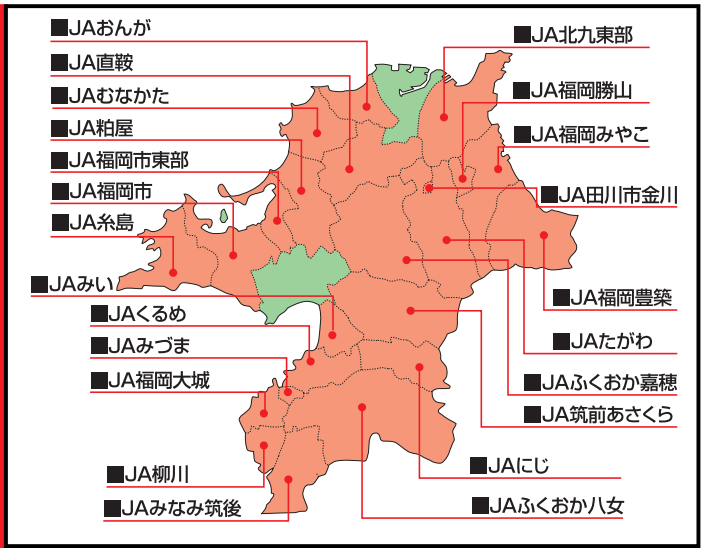 ■JAおんが
■JA直鞍
■JAむなかた
■JA粕屋
■JA福岡市東部
■JA福岡市
■JA糸島
■JAみい
■JAくるめ
■JAみづま
■JA福岡大城
■JA柳川
■JAみなみ筑後
■JA北九東部
■JA福岡勝山
■JA福岡みやこ
■JA田川市金川
■JA福岡豊築
■JAたがわ
■JAふくおか嘉穂
■JA筑前あさくら
■JAにじ
■JAふくおか八女